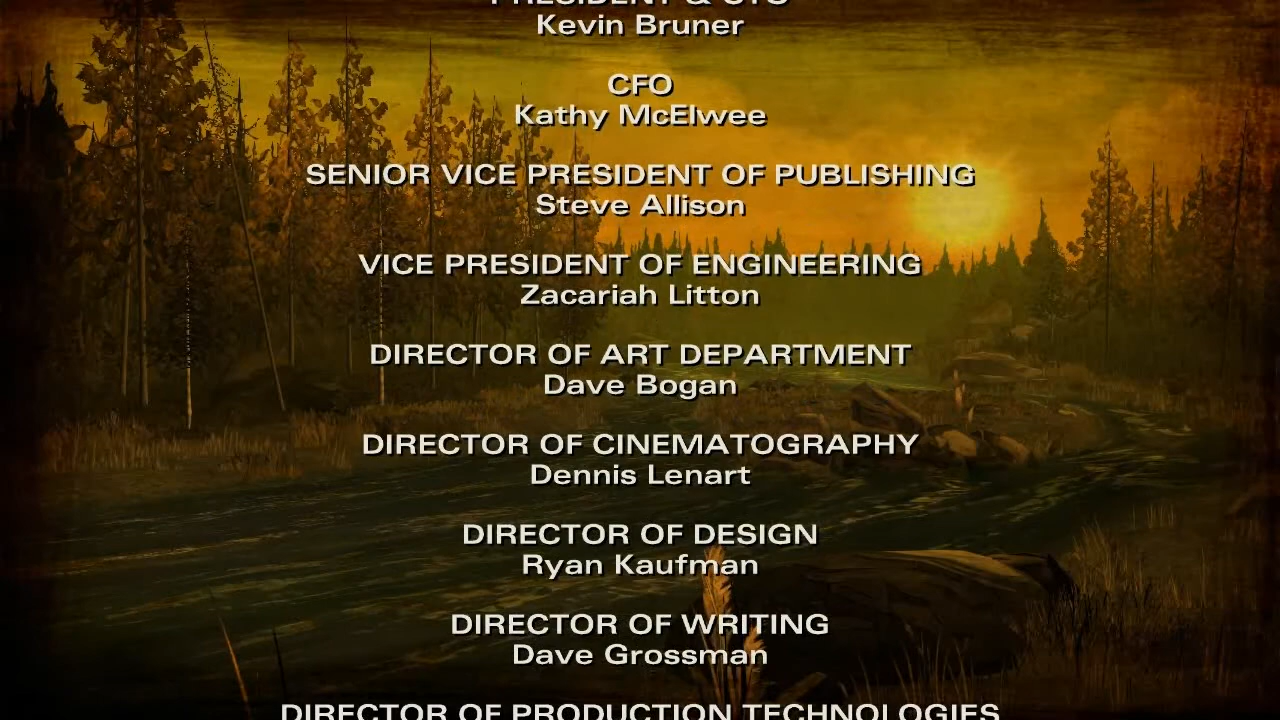 PRESIDENT & CTO
Kevin Bruner
CFO
Kathy McElwee
SENIOR VICE PRESIDENT OF PUBLISHING
Steve Allison
VICE PRESIDENT OF ENGINEERING
Zacariah Litton
DIRECTOR OF ART DEPARTMENT
Dave Bogan
DIRECTOR OF CINEMATOGRAPHY
Dennis Lenart
DIRECTOR OF DESIGN
Ryan Kaufman
DIRECTOR OF WRITING
Dave Grossman
DIRECTOR OF PRODUCTION TECHNOLOGIES